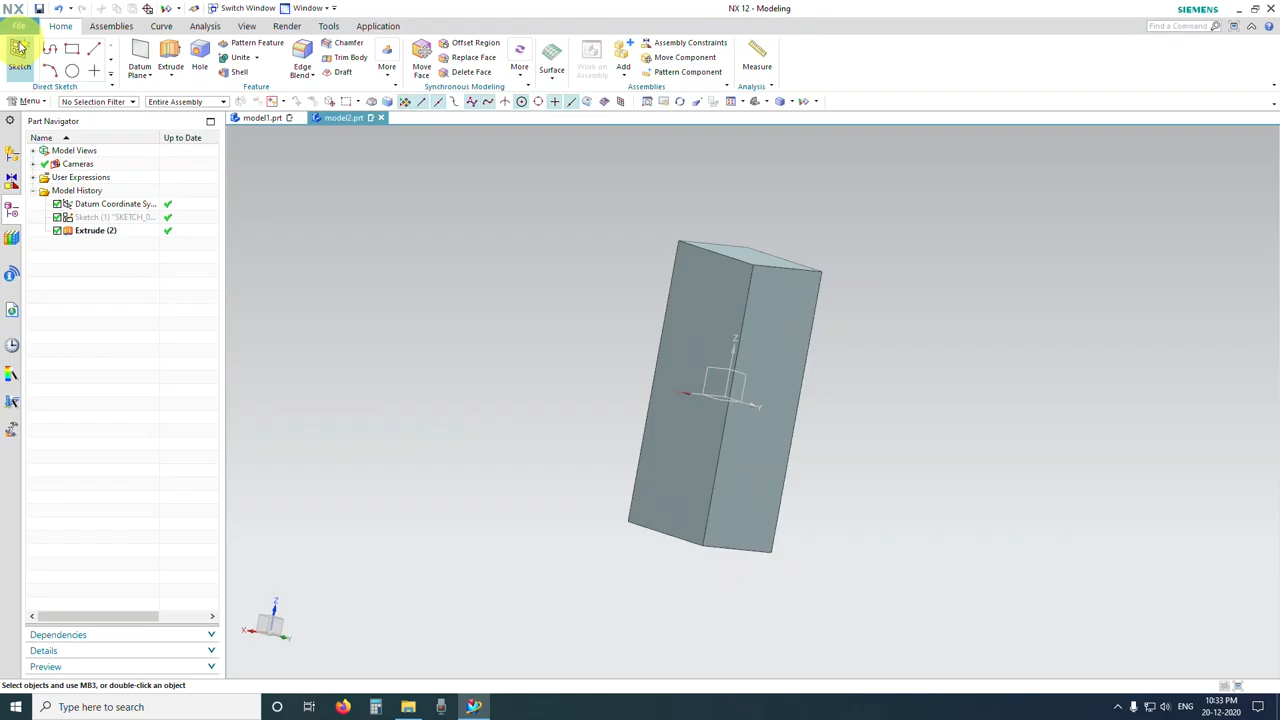 NX
Switch Window
Window
NX 12 - Modeling
SIEMENS
File
Home
Assemblies
Curve
Analysis
View
Render
Tools
Application
Find a Command
Sketch
Direct Sketch
Datum Plane
Extrude
Hole
Pattern Feature
Unite
Shell
Edge Blend
Chamfer
Trim Body
Draft
More
Feature
Move Face
Offset Region
Replace Face
Delete Face
More
Synchronous Modeling
Surface
Work on Assembly
Add
Assembly Constraints
Move Component
Pattern Component
Assemblies
Measure
Analysis
Menu
No Selection Filter
Entire Assembly
Part Navigator
model1.prt
model2.prt
Name
Up to Date
Model Views
Cameras
User Expressions
Model History
Datum Coordinate Sy...
Sketch (1) "SKETCH_0...
Extrude (2)
Z
Y
Z
X
Y
Dependencies
Details
Preview
Select objects and use MB3, or double-click an object
Type here to search
ENG
10:33 PM
20-12-2020